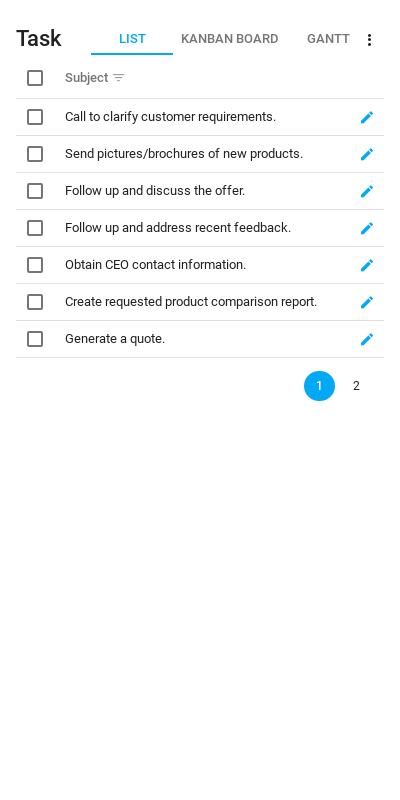 Task LIST KANBAN BOARD GANTT
Subject
Call to clarify customer requirements.
Send pictures/brochures of new products.
Follow up and discuss the offer.
Follow up and address recent feedback.
Obtain CEO contact information.
Create requested product comparison report.
Generate a quote.
1 2